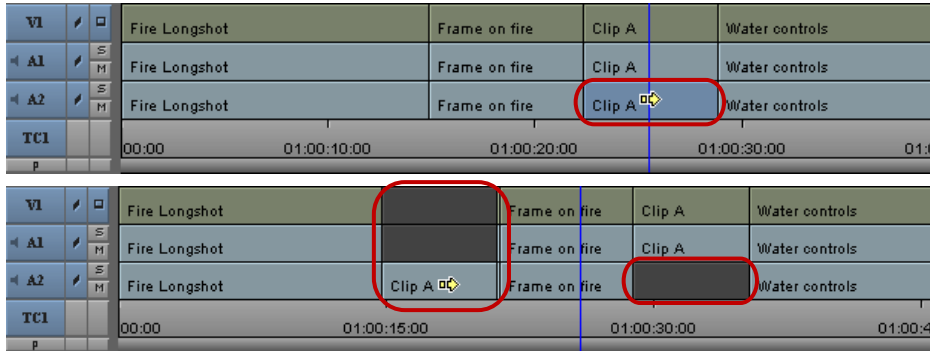 V1 Fire Longshot Frame on fire Clip A Water controls
S
A1 M Fire Longshot Frame on fire Clip A Water controls
S
A2 M Fire Longshot Frame on fire Clip A Water controls
TC1 00:00 01:00:10:00 01:00:20:00 01:00:30:00 01:
P
V1 Fire Longshot Frame on fire Clip A Water controls
S
A1 M Fire Longshot Frame on fire Clip A Water controls
S
A2 M Fire Longshot Clip A Frame on fire Water controls
TC1 00:00 01:00:15:00 01:00:30:00 01:00:4
P